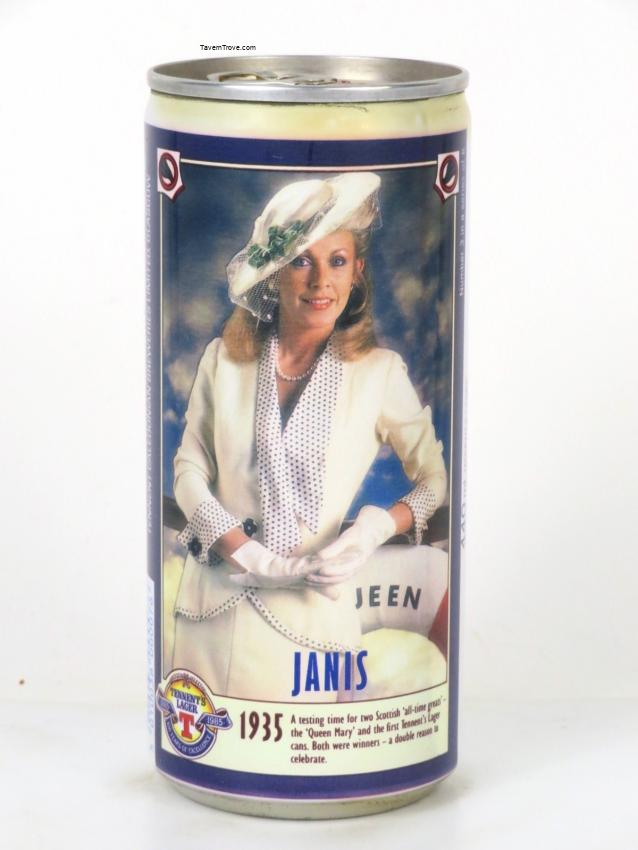 TavernTrove.com
JEEN
JANIS
TENNENT'S
LAGER
T
1985
1935
A testing time for two Scottish 'all-time greats' –
the 'Queen Mary' and the first Tennent's Lager
cans. Both were winners – a double reason to
celebrate.